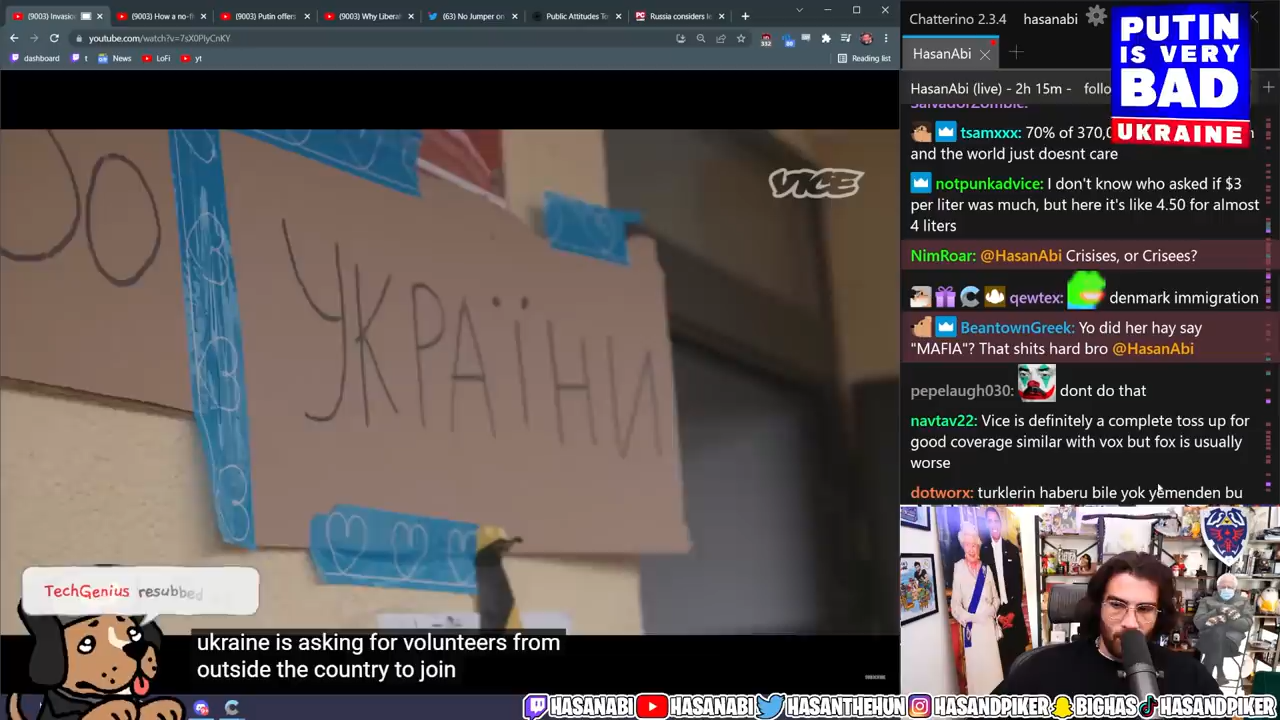 (9003) Invasio
(9003) How a no-fl
(9003) Putin offers
(9003) Why Liberal
(63) No Jumper on
Public Attitudes To
Russia considers le
youtube.com/watch?v=7sX0PlyCnKY
332
80
dashboard
t
News
LoFi
yt
Reading list
УКРАЇНИ
VICE
TechGenius resubbed
ukraine is asking for volunteers from
outside the country to join
Chatterino 2.3.4
hasanabi
HasanAbi
HasanAbi (live) - 2h 15m -
follo
PUTIN
IS VERY
BAD
UKRAINE
SalvadorZombie:
tsamxxx: 70% of 370,0
and the world just doesnt care
notpunkadvice: I don't know who asked if $3
per liter was much, but here it's like 4.50 for almost
4 liters
NimRoar: @HasanAbi Crisises, or Crisees?
qewtex: denmark immigration
BeantownGreek: Yo did her hay say
"MAFIA"? That shits hard bro @HasanAbi
pepelaugh030: dont do that
navtav22: Vice is definitely a complete toss up for
good coverage similar with vox but fox is usually
worse
dotworx: turklerin haberu bile yok yemenden bu
HASANABI HASANABI HASANTHEHUN HASANDPIKER BIGHAS HASANDPIKER